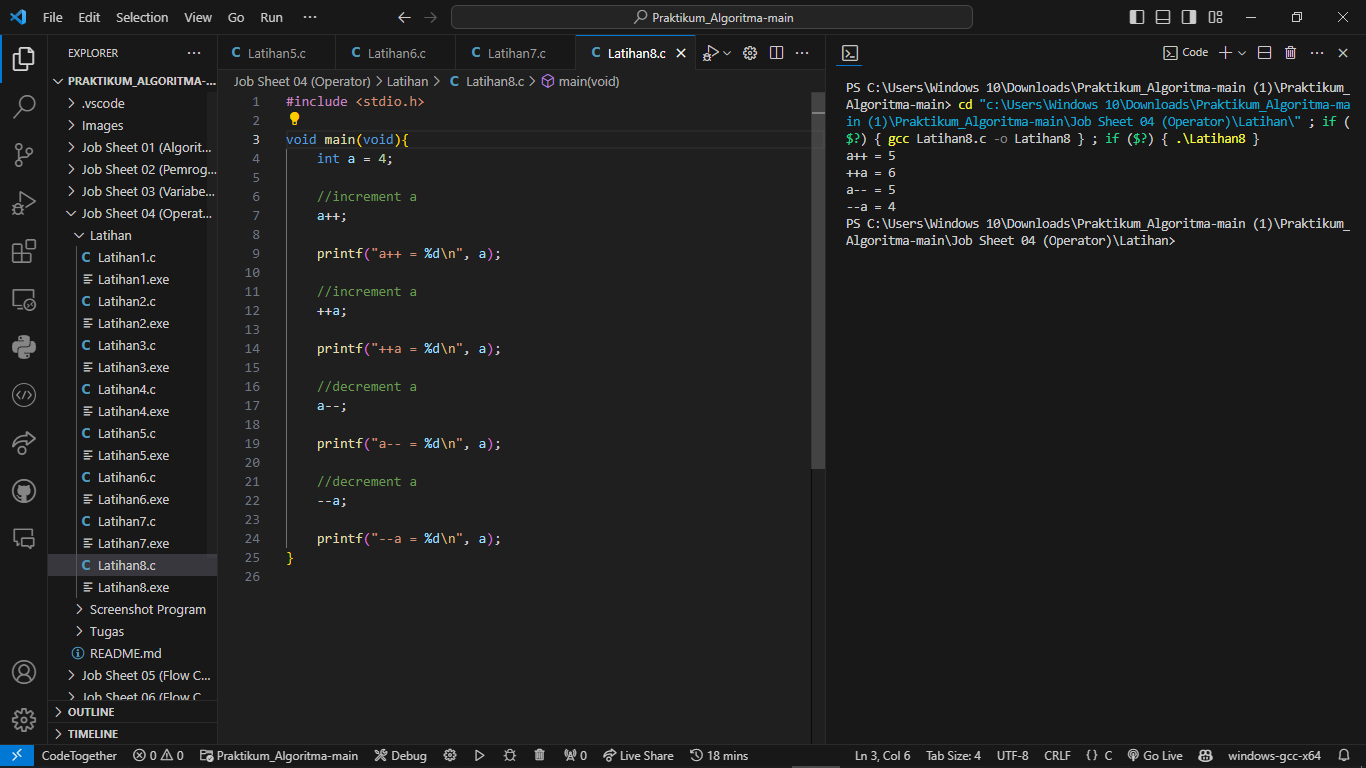 File Edit Selection View Go Run ··· Praktikum_Algoritma-main
EXPLORER ···
PRAKTIKUM_ALGORITMA-...
.vscode
Images
Job Sheet 01 (Algorit...
Job Sheet 02 (Pemrog...
Job Sheet 03 (Variabe...
Job Sheet 04 (Operat...
Latihan
C Latihan1.c
Latihan1.exe
C Latihan2.c
Latihan2.exe
C Latihan3.c
Latihan3.exe
C Latihan4.c
Latihan4.exe
C Latihan5.c
Latihan5.exe
C Latihan6.c
Latihan6.exe
C Latihan7.c
Latihan7.exe
C Latihan8.c
Latihan8.exe
Screenshot Program
Tugas
README.md
Job Sheet 05 (Flow C...
Job Sheet 06 (Flow C
OUTLINE
TIMELINE
C Latihan5.c C Latihan6.c C Latihan7.c C Latihan8.c
Job Sheet 04 (Operator) > Latihan > C Latihan8.c > main(void)
1 #include <stdio.h>
2
3 void main(void){
4 int a = 4;
5
6 //increment a
7 a++;
8
9 printf("a++ = %d\n", a);
10
11 //increment a
12 ++a;
13
14 printf("++a = %d\n", a);
15
16 //decrement a
17 a--;
18
19 printf("a-- = %d\n", a);
20
21 //decrement a
22 --a;
23
24 printf("--a = %d\n", a);
25 }
26
Code
PS C:\Users\Windows 10\Downloads\Praktikum_Algoritma-main (1)\Praktikum_
Algoritma-main> cd "c:\Users\Windows 10\Downloads\Praktikum_Algoritma-ma
in (1)\Praktikum_Algoritma-main\Job Sheet 04 (Operator)\Latihan\" ; if (
$?) { gcc Latihan8.c -o Latihan8 } ; if ($?) { .\Latihan8 }
a++ = 5
++a = 6
a-- = 5
--a = 4
PS C:\Users\Windows 10\Downloads\Praktikum_Algoritma-main (1)\Praktikum_
Algoritma-main\Job Sheet 04 (Operator)\Latihan>
CodeTogether 0 0 Praktikum_Algoritma-main Debug 0 Live Share 18 mins Ln 3, Col 6 Tab Size: 4 UTF-8 CRLF { } C Go Live windows-gcc-x64